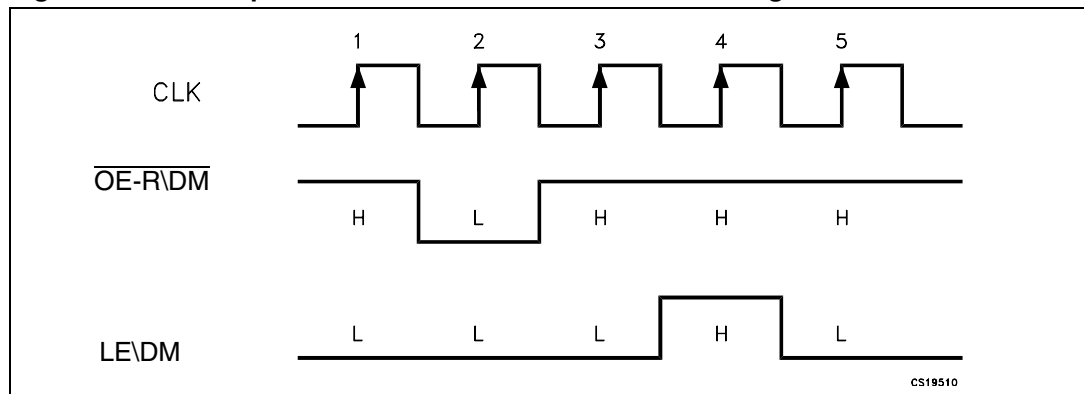 1 2 3 4 5
CLK
OE-R\DM
H L H H H
LE\DM
L L L H L
CS19510